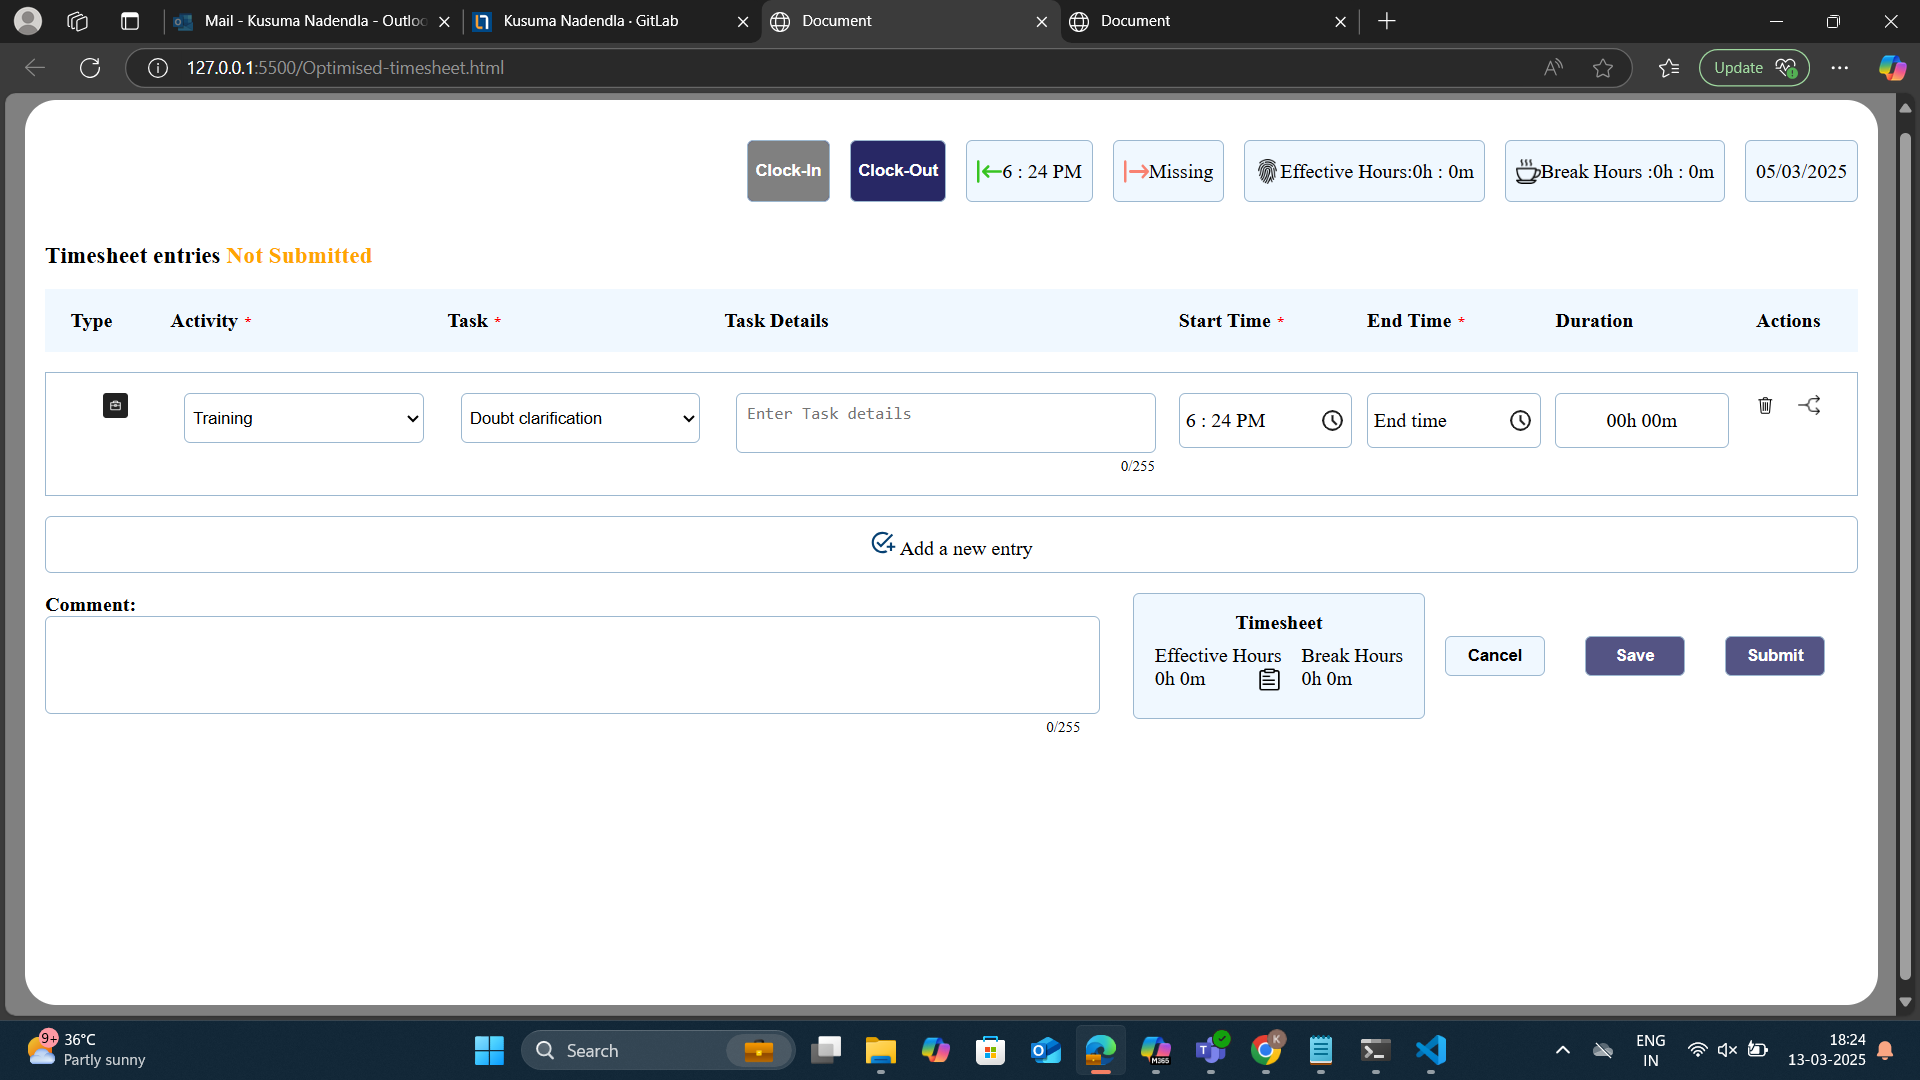 Mail - Kusuma Nadendla - Outloo
Kusuma Nadendla · GitLab
Document
Document
127.0.0.1:5500/Optimised-timesheet.html
Update
Clock-In
Clock-Out
6 : 24 PM
Missing
Effective Hours:0h : 0m
Break Hours :0h : 0m
05/03/2025
Timesheet entries Not Submitted
Type Activity * Task * Task Details Start Time * End Time * Duration Actions
Training
Doubt clarification
Enter Task details
6 : 24 PM
End time
00h 00m
0/255
Add a new entry
Comment:
0/255
Timesheet
Effective Hours Break Hours
0h 0m 0h 0m
Cancel
Save
Submit
9+
36°C
Partly sunny
Search
M365
T
K
ENG
IN
18:24
13-03-2025